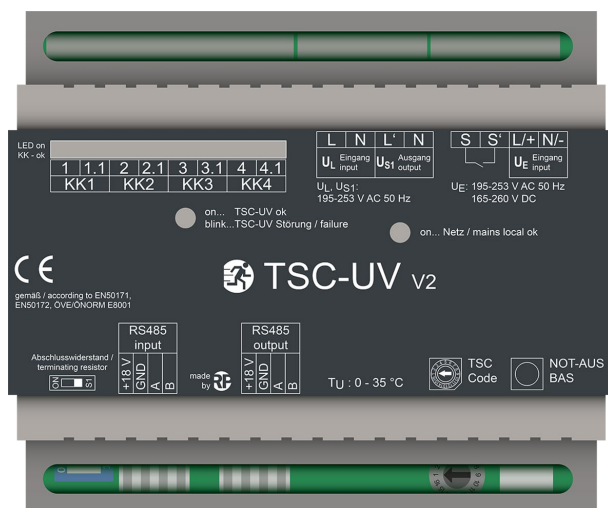 LED on
KK - ok
1 1.1 2 2.1 3 3.1 4 4.1
KK1 KK2 KK3 KK4
L N L' N
UL Eingang input US1 Ausgang output
UL, US1:
195-253 V AC 50 Hz
S S' L/+ N/-
UE Eingang input
UE: 195-253 V AC 50 Hz
165-260 V DC
on... TSC-UV ok
blink...TSC-UV Störung / failure
on... Netz / mains local ok
CE
gemäß / according to EN50171,
EN50172, ÖVE/ÖNORM E8001
TSC-UV V2
Abschlusswiderstand /
terminating resistor
ON S1
RS485
input
+18 V
GND
A
B
made
by
RS485
output
+18 V
GND
A
B
TU : 0 - 35 °C
TSC
Code
NOT-AUS
BAS